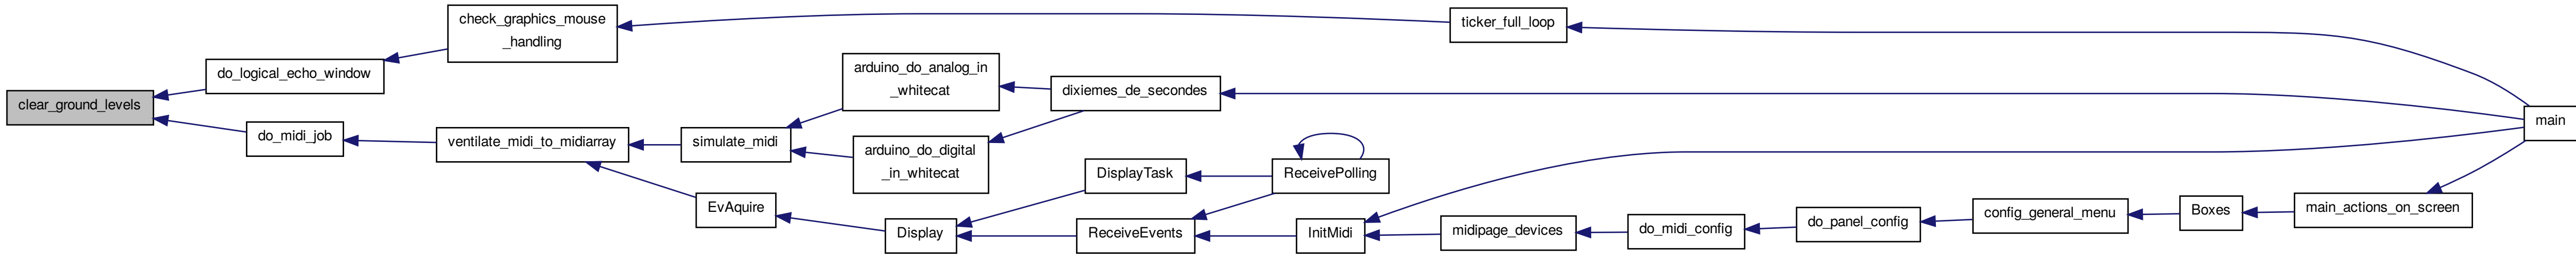 clear_ground_levels
do_logical_echo_window
do_midi_job
check_graphics_mouse
_handling
ventilate_midi_to_midiarray
simulate_midi
EvAquire
arduino_do_analog_in
_whitecat
arduino_do_digital
_in_whitecat
Display
dixiemes_de_secondes
DisplayTask
ReceiveEvents
ReceivePolling
InitMidi
ticker_full_loop
midipage_devices
do_midi_config
do_panel_config
config_general_menu
Boxes
main_actions_on_screen
main